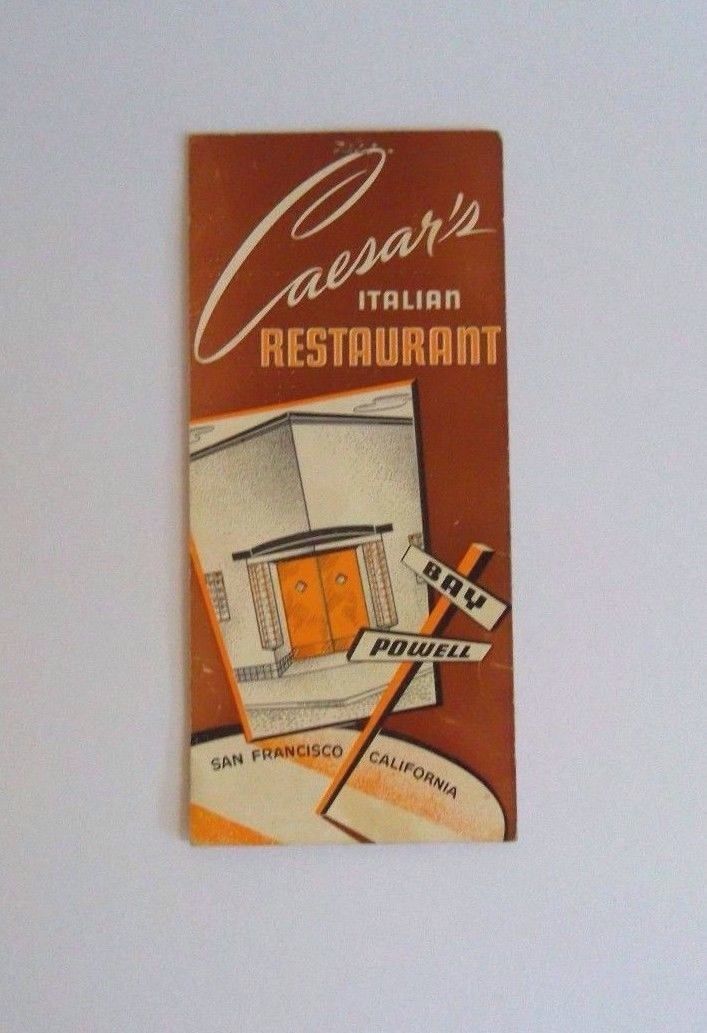 Caesar's
ITALIAN
RESTAURANT
BAY
POWELL
SAN FRANCISCO CALIFORNIA